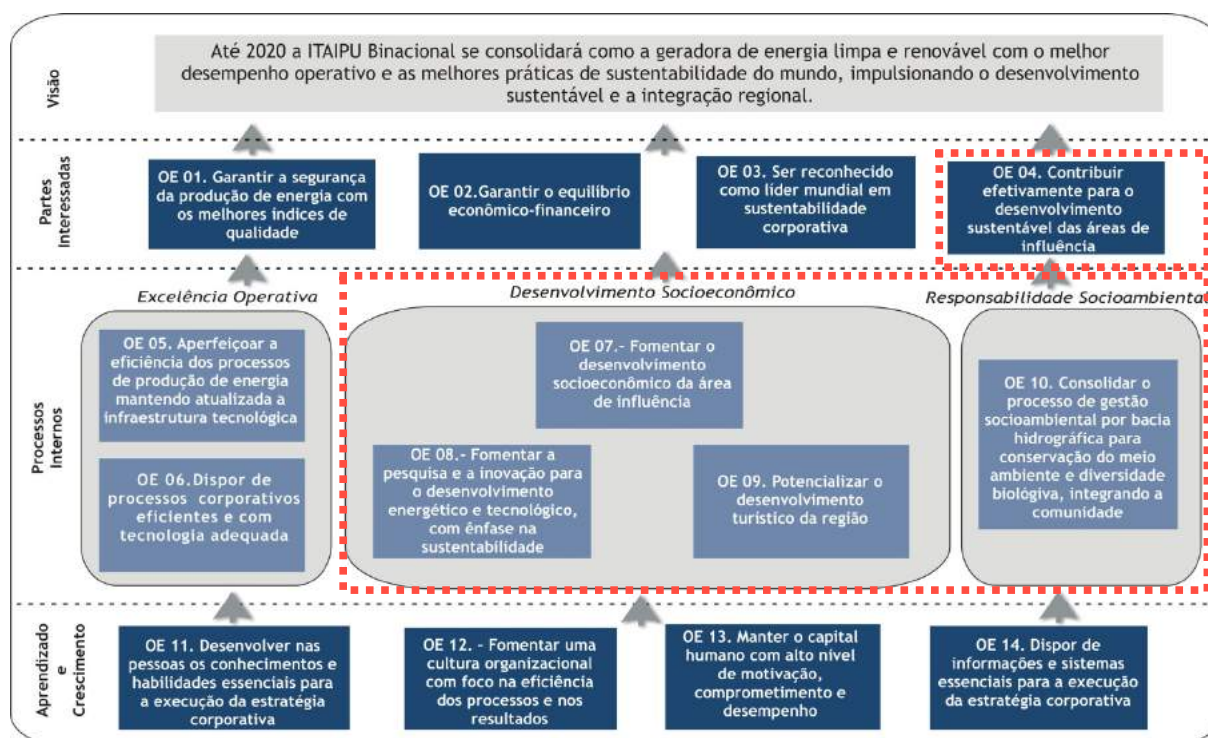 Visão
Até 2020 a ITAIPU Binacional se consolidará como a geradora de energia limpa e renovável com o melhor
desempenho operativo e as melhores práticas de sustentabilidade do mundo, impulsionando o desenvolvimento
sustentável e a integração regional.
Partes
Interessadas
OE 01. Garantir a segurança
da produção de energia com
os melhores índices de
qualidade
OE 02.Garantir o equilíbrio
econômico-financeiro
OE 03. Ser reconhecido
como líder mundial em
sustentabilidade
corporativa
OE 04. Contribuir
efetivamente para o
desenvolvimento
sustentável das áreas de
influência
Processos
Internos
Excelência Operativa
OE 05. Aperfeiçoar a
eficiência dos processos
de produção de energia
mantendo atualizada a
infraestrutura tecnológica
OE 06.Dispor de
processos corporativos
eficientes e com
tecnologia adequada
Desenvolvimento Socioeconômico
OE 07.- Fomentar o
desenvolvimento
socioeconômico da área
de influência
OE 08.- Fomentar a
pesquisa e a inovação para
o desenvolvimento
energético e tecnológico,
com ênfase na
sustentabilidade
OE 09. Potencializar o
desenvolvimento
turístico da região
Responsabilidade Socioambiental
OE 10. Consolidar o
processo de gestão
socioambiental por bacia
hidrográfica para
conservação do meio
ambiente e diversidade
biológiva, integrando a
comunidade
Aprendizado
e
Crescimento
OE 11. Desenvolver nas
pessoas os conhecimentos e
habilidades essenciais para
a execução da estratégia
corporativa
OE 12. - Fomentar uma
cultura organizacional
com foco na eficiência
dos processos e nos
resultados
OE 13. Manter o capital
humano com alto nível
de motivação,
comprometimento e
desempenho
OE 14. Dispor de
informações e sistemas
essenciais para a execução
da estratégia corporativa